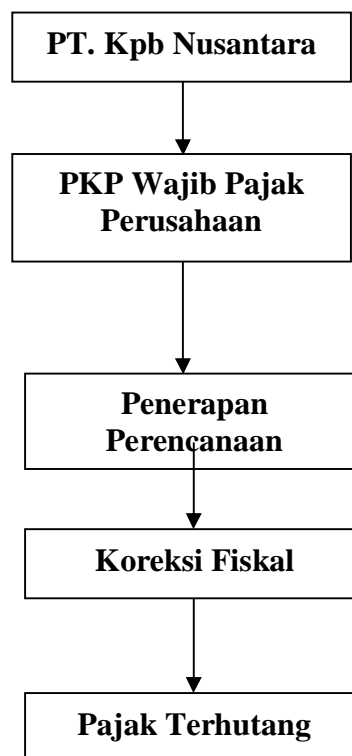 PT. Kpb Nusantara
PKP Wajib Pajak
Perusahaan
Penerapan
Perencanaan
Koreksi Fiskal
Pajak Terhutang